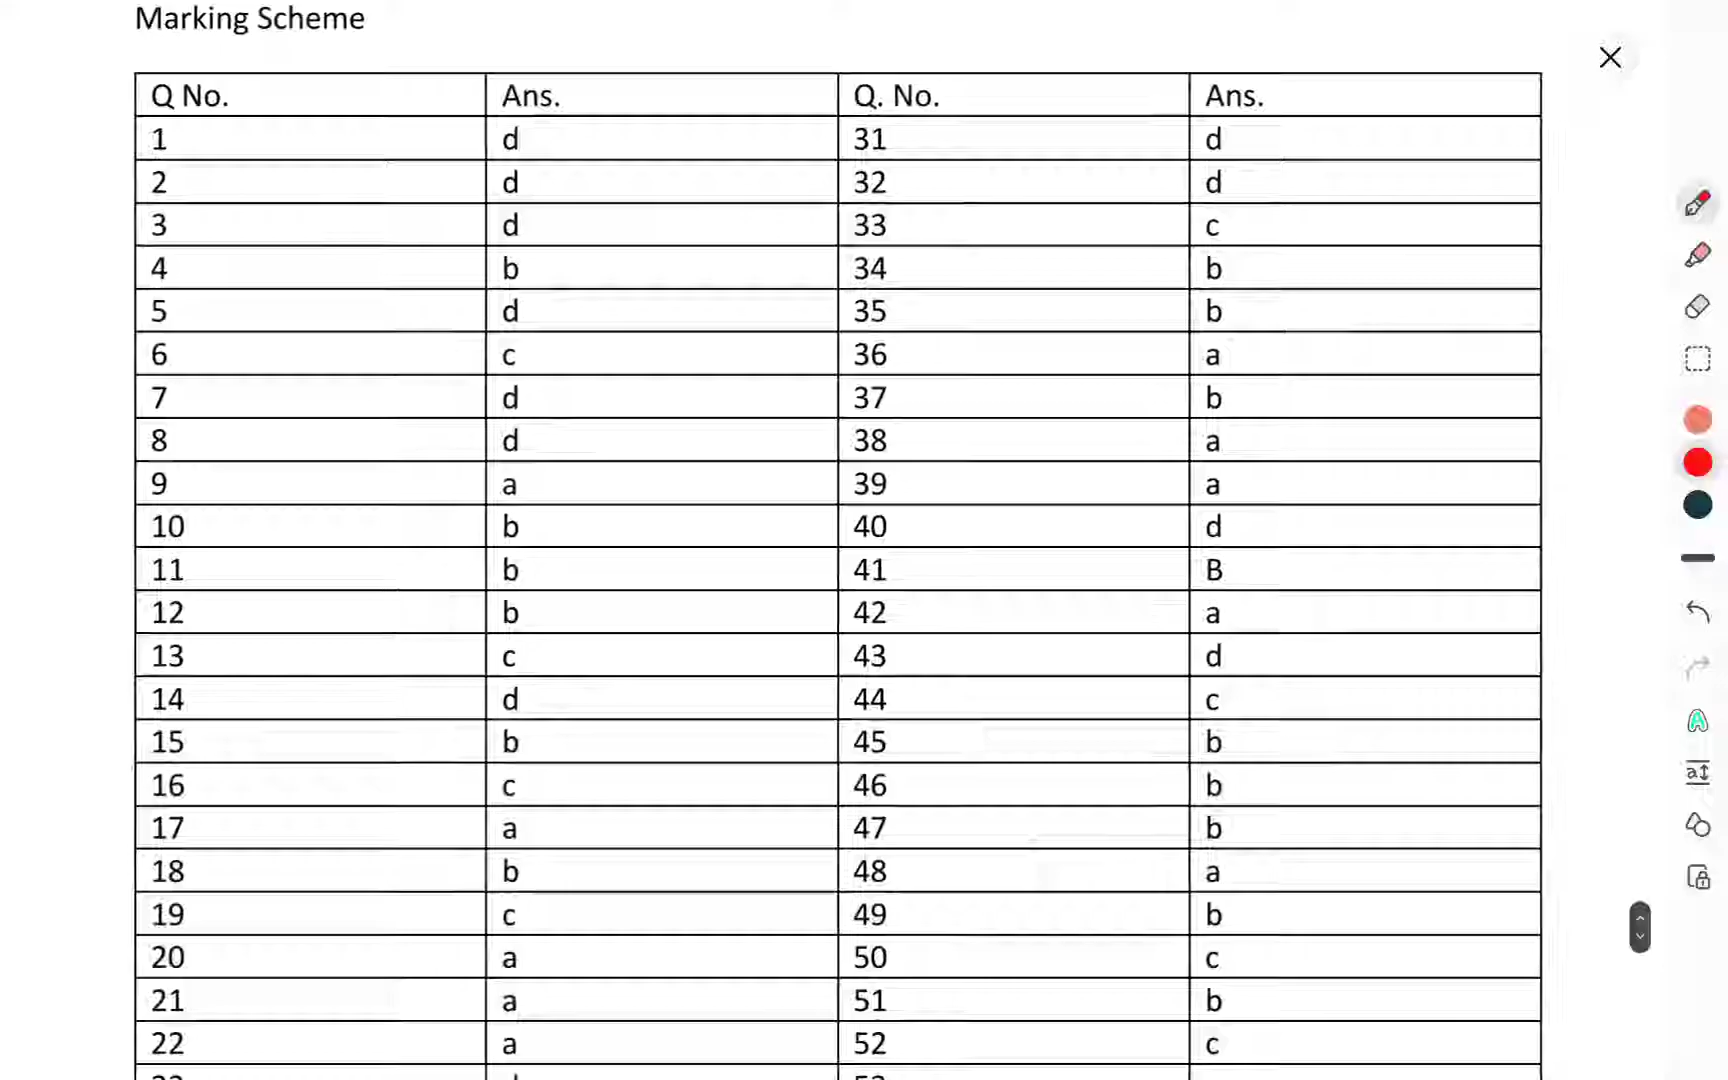 Marking Scheme
Q No. Ans. Q. No. Ans.
1 d 31 d
2 d 32 d
3 d 33 c
4 b 34 b
5 d 35 b
6 c 36 a
7 d 37 b
8 d 38 a
9 a 39 a
10 b 40 d
11 b 41 B
12 b 42 a
13 c 43 d
14 d 44 c
15 b 45 b
16 c 46 b
17 a 47 b
18 b 48 a
19 c 49 b
20 a 50 c
21 a 51 b
22 a 52 c